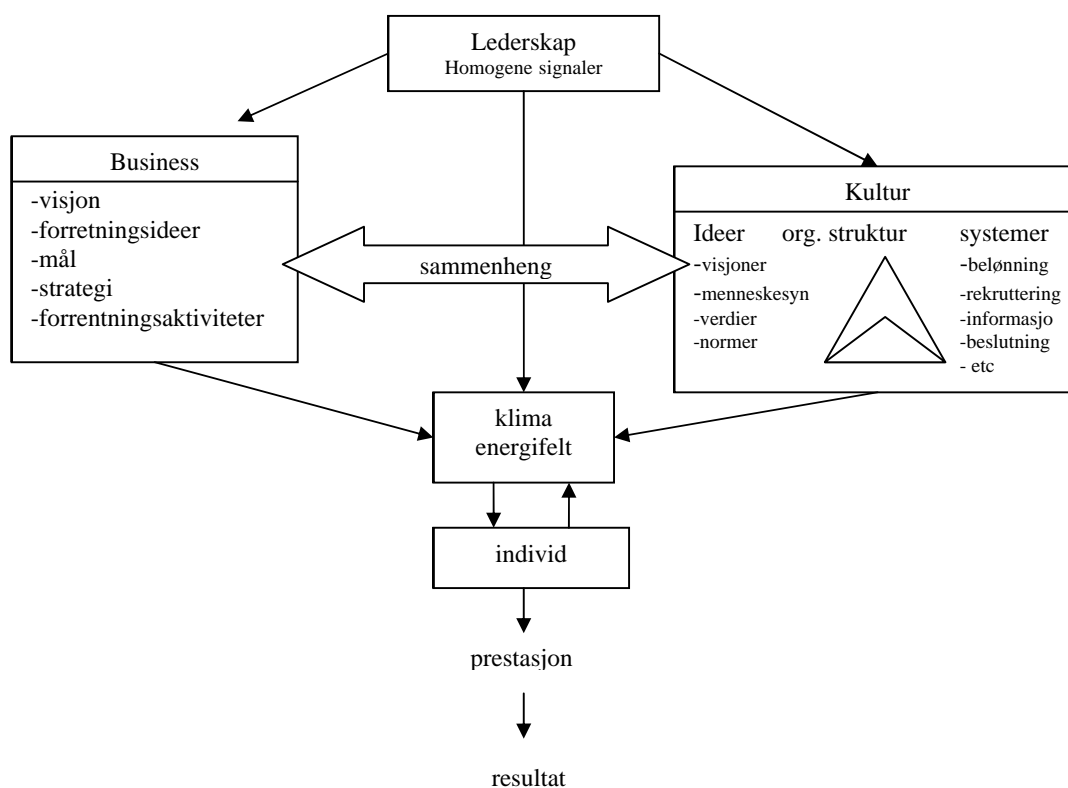 Lederskap
Homogene signaler
Business
-visjon
-forretningsideer
-mål
-strategi
-forrentningsaktiviteter
sammenheng
Kultur
Ideer org. struktur systemer
-visjoner
-menneskesyn
-verdier
-normer
-belønning
-rekruttering
-informasjo
-beslutning
- etc
klima
energifelt
individ
prestasjon
resultat